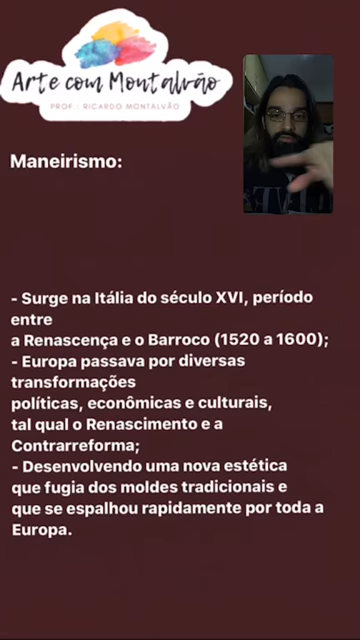 Arte com Montalvão
PROF : RICARDO MONTALVÃO
Maneirismo:
- Surge na Itália do século XVI, período
entre
a Renascença e o Barroco (1520 a 1600);
- Europa passava por diversas
transformações
políticas, econômicas e culturais,
tal qual o Renascimento e a
Contrarreforma;
- Desenvolvendo uma nova estética
que fugia dos moldes tradicionais e
que se espalhou rapidamente por toda a
Europa.